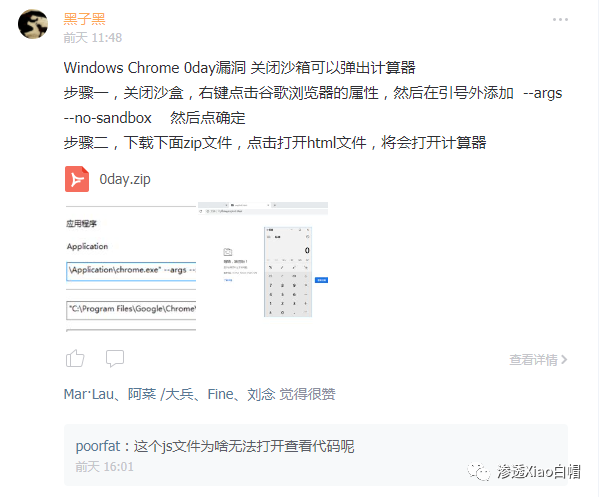 黑子黑
前天 11:48
Windows Chrome 0day漏洞 关闭沙箱可以弹出计算器
步骤一，关闭沙盒，右键点击谷歌浏览器的属性，然后在引号外添加 --args
--no-sandbox 然后点确定
步骤二，下载下面zip文件，点击打开html文件，将会打开计算器
0day.zip
应用程序
Application
\Application\chrome.exe" --args --
"C:\Program Files\Google\Chrome\
查看详情
Mar·Lau、阿菜 /大兵、Fine、刘念 觉得很赞
poorfat：这个js文件为啥无法打开查看代码呢
前天 16:01
渗透Xiao白帽